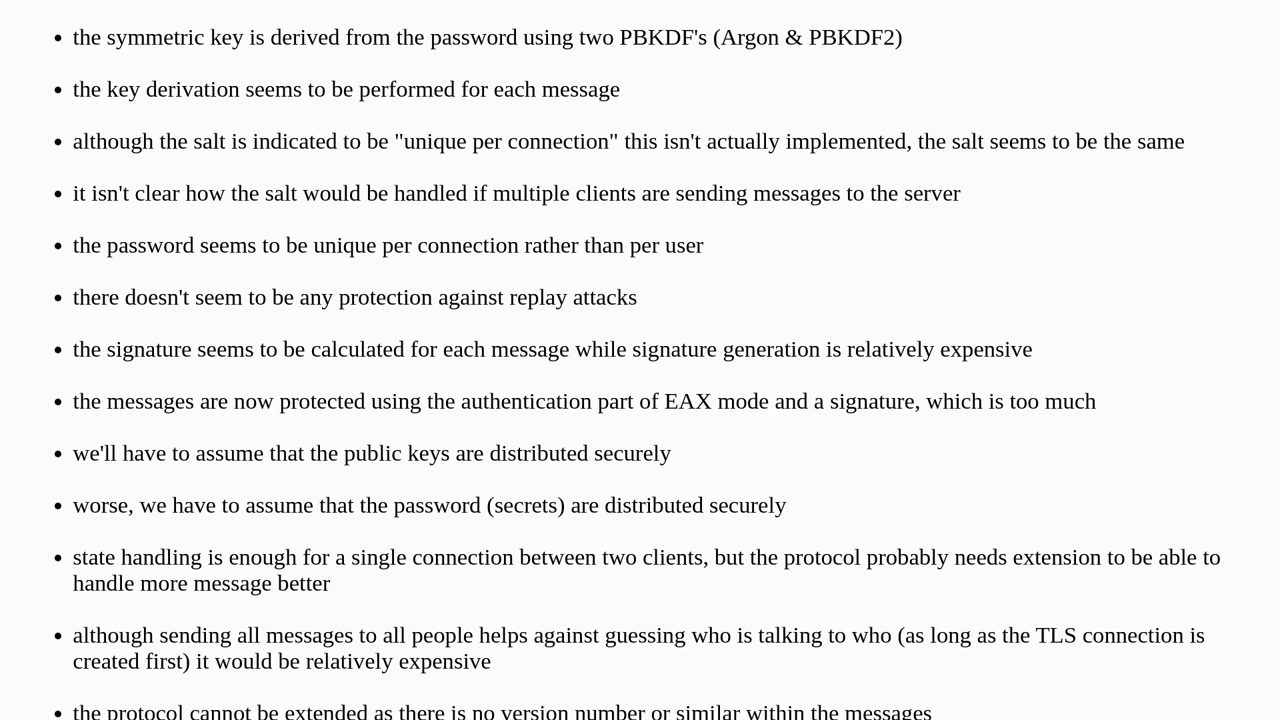 • the symmetric key is derived from the password using two PBKDF's (Argon & PBKDF2)
• the key derivation seems to be performed for each message
• although the salt is indicated to be "unique per connection" this isn't actually implemented, the salt seems to be the same
• it isn't clear how the salt would be handled if multiple clients are sending messages to the server
• the password seems to be unique per connection rather than per user
• there doesn't seem to be any protection against replay attacks
• the signature seems to be calculated for each message while signature generation is relatively expensive
• the messages are now protected using the authentication part of EAX mode and a signature, which is too much
• we'll have to assume that the public keys are distributed securely
• worse, we have to assume that the password (secrets) are distributed securely
• state handling is enough for a single connection between two clients, but the protocol probably needs extension to be able to
handle more message better
• although sending all messages to all people helps against guessing who is talking to who (as long as the TLS connection is
created first) it would be relatively expensive
• the protocol cannot be extended as there is no version number or similar within the messages